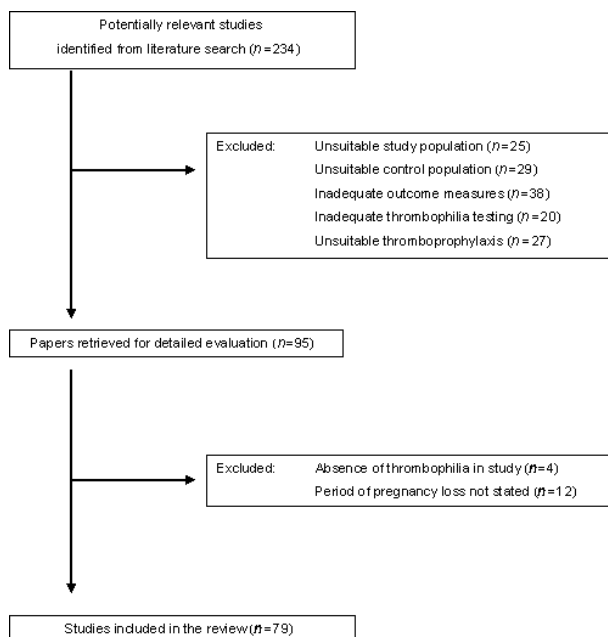 Potentially relevant studies
identified from literature search (n=234)
Excluded: Unsuitable study population (n=25)
Unsuitable control population (n=29)
Inadequate outcome measures (n=38)
Inadequate thrombophilia testing (n=20)
Unsuitable thromboprophylaxis (n=27)
Papers retrieved for detailed evaluation (n=95)
Excluded: Absence of thrombophilia in study (n=4)
Period of pregnancy loss not stated (n=12)
Studies included in the review (n=79)